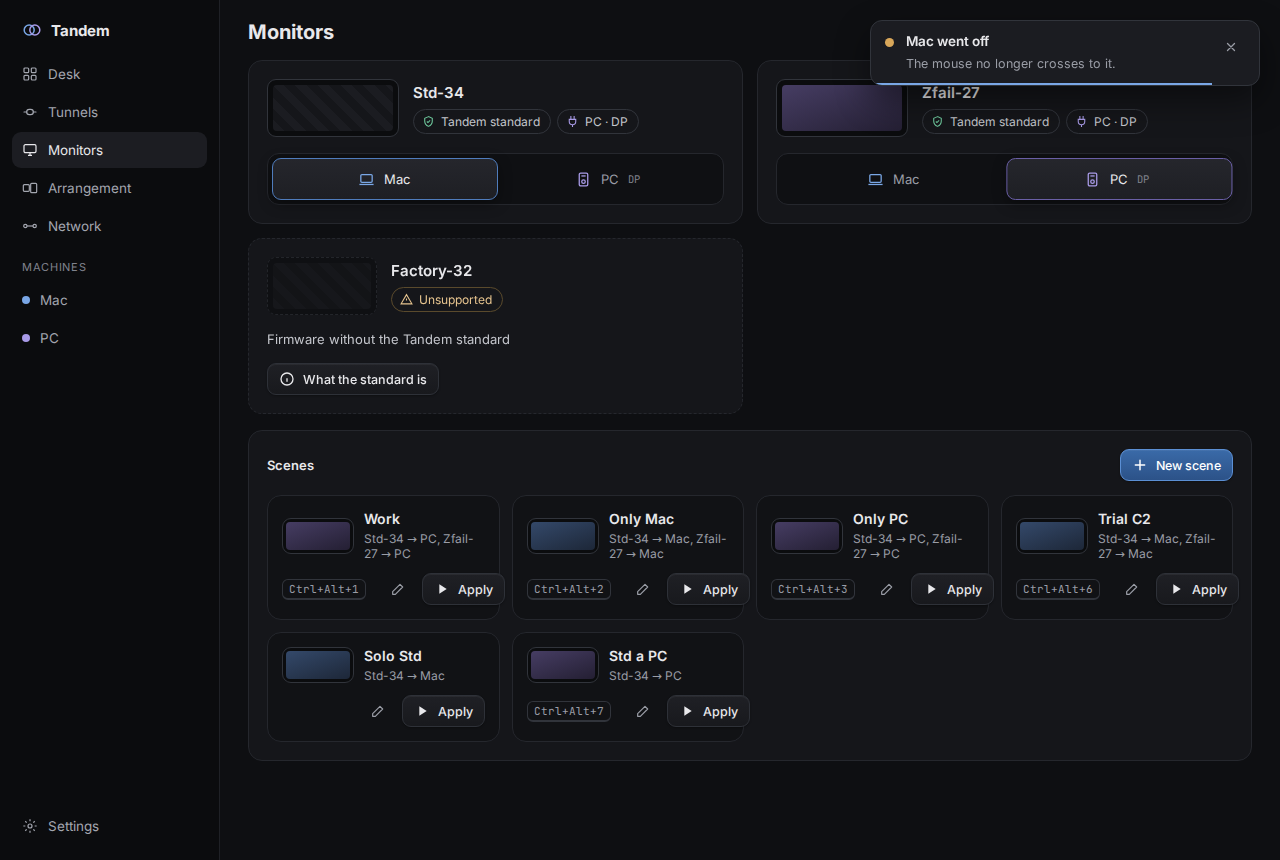 Tandem
Desk
Tunnels
Monitors
Arrangement
Network
MACHINES
Mac
PC
Settings
Monitors
Mac went off
The mouse no longer crosses to it.
Std-34
Tandem standard
PC · DP
Mac
PC DP
Zfail-27
Tandem standard
PC · DP
Mac
PC DP
Factory-32
Unsupported
Firmware without the Tandem standard
What the standard is
Scenes
New scene
Work
Std-34 → PC, Zfail-
27 → PC
Ctrl+Alt+1
Apply
Only Mac
Std-34 → Mac, Zfail-
27 → Mac
Ctrl+Alt+2
Apply
Only PC
Std-34 → PC, Zfail-
27 → PC
Ctrl+Alt+3
Apply
Trial C2
Std-34 → Mac, Zfail-
27 → Mac
Ctrl+Alt+6
Apply
Solo Std
Std-34 → Mac
Apply
Std a PC
Std-34 → PC
Ctrl+Alt+7
Apply